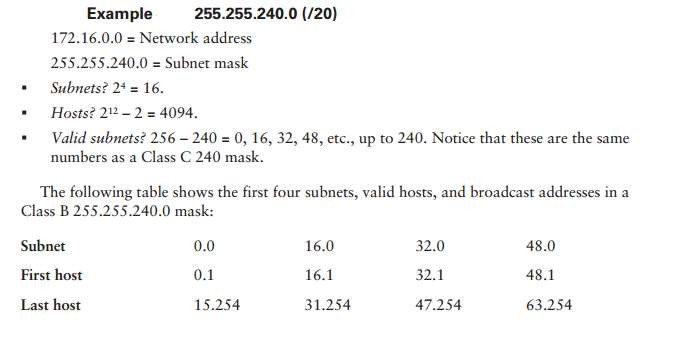 Example 255.255.240.0 (/20)
172.16.0.0 = Network address
255.255.240.0 = Subnet mask
▪ Subnets? 2⁴ = 16.
▪ Hosts? 2¹² – 2 = 4094.
▪ Valid subnets? 256 – 240 = 0, 16, 32, 48, etc., up to 240. Notice that these are the same
numbers as a Class C 240 mask.
The following table shows the first four subnets, valid hosts, and broadcast addresses in a
Class B 255.255.240.0 mask:
Subnet 0.0 16.0 32.0 48.0
First host 0.1 16.1 32.1 48.1
Last host 15.254 31.254 47.254 63.254